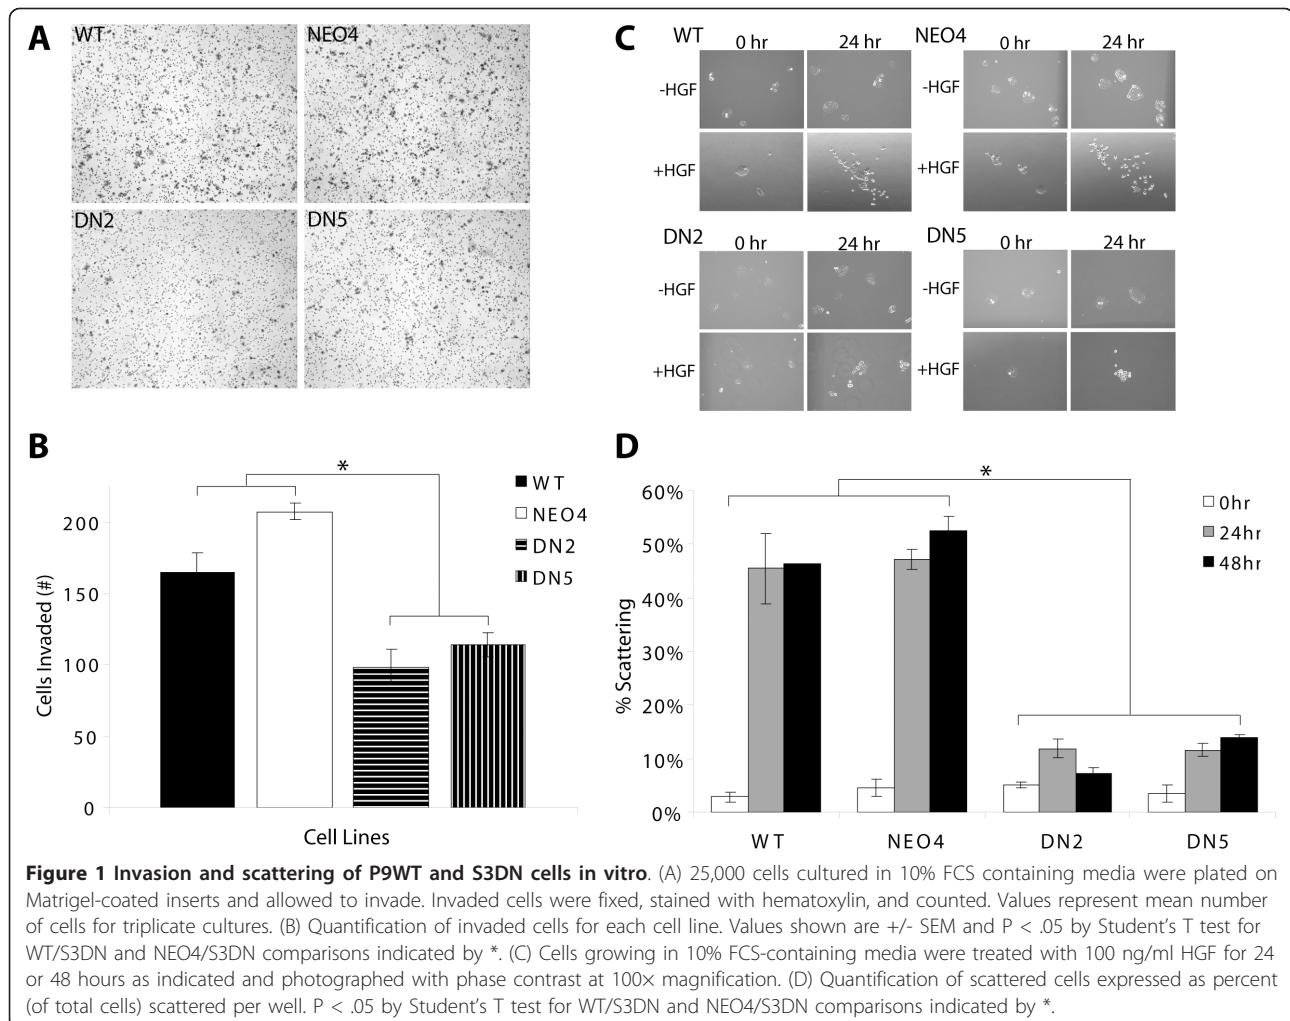 A
WT
NEO4
DN2
DN5
C
WT
0 hr
24 hr
-HGF
+HGF
NEO4
0 hr
24 hr
-HGF
+HGF
DN2
0 hr
24 hr
-HGF
+HGF
DN5
0 hr
24 hr
-HGF
+HGF
B
*
WT
NEO4
DN2
DN5
200
150
100
50
0
Cells Invaded (#)
Cell Lines
D
*
0hr
24hr
48hr
60%
50%
40%
30%
20%
10%
0%
% Scattering
WT
NEO4
DN2
DN5
Figure 1 Invasion and scattering of P9WT and S3DN cells in vitro. (A) 25,000 cells cultured in 10% FCS containing media were plated on
Matrigel-coated inserts and allowed to invade. Invaded cells were fixed, stained with hematoxylin, and counted. Values represent mean number
of cells for triplicate cultures. (B) Quantification of invaded cells for each cell line. Values shown are +/- SEM and P < .05 by Student's T test for
WT/S3DN and NEO4/S3DN comparisons indicated by *. (C) Cells growing in 10% FCS-containing media were treated with 100 ng/ml HGF for 24
or 48 hours as indicated and photographed with phase contrast at 100× magnification. (D) Quantification of scattered cells expressed as percent
(of total cells) scattered per well. P < .05 by Student's T test for WT/S3DN and NEO4/S3DN comparisons indicated by *.